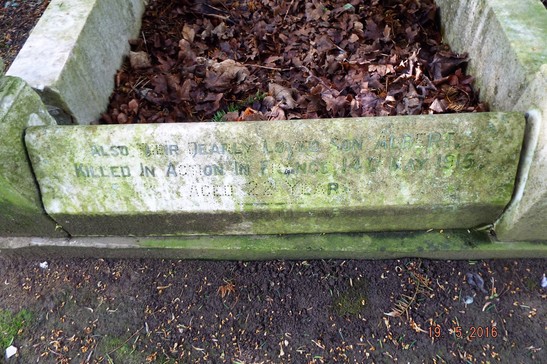 ALSO THEIR DEARLY LOVED SON ALBERT
KILLED IN ACTION IN FRANCE 14TH MAY 1915
AGED 22 YEARS
19 5 2016